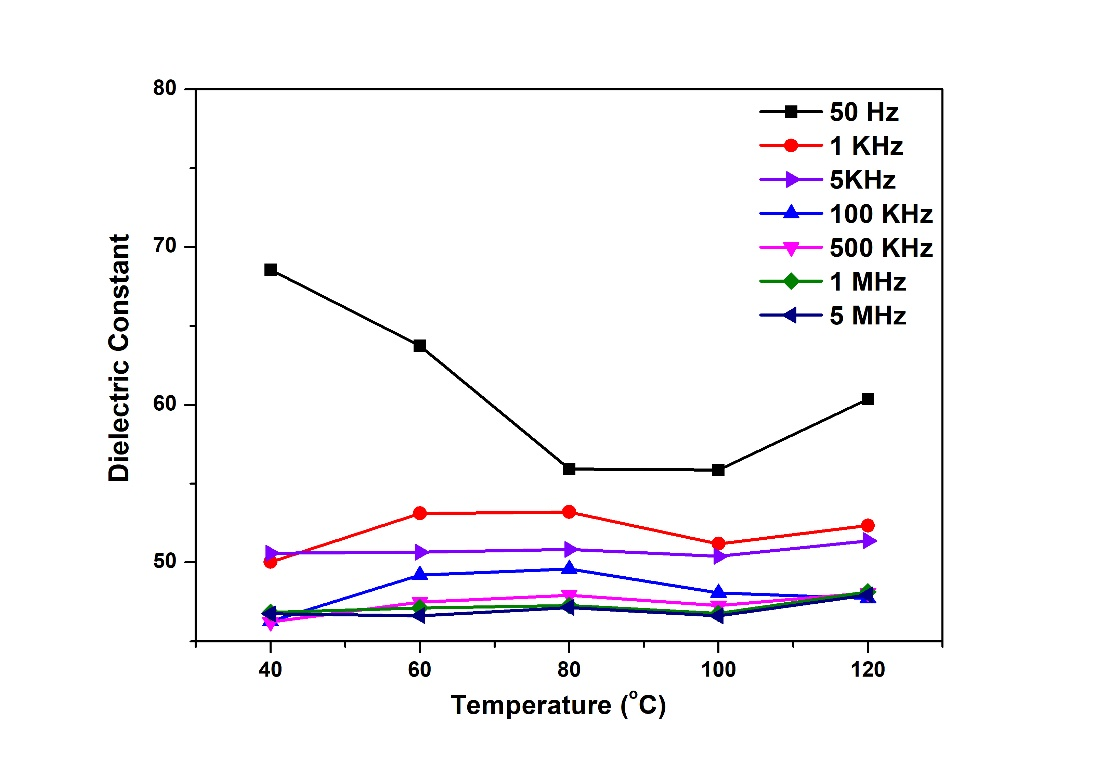 80
70
60
50
Dielectric Constant
50 Hz
1 KHz
5KHz
100 KHz
500 KHz
1 MHz
5 MHz
40 60 80 100 120
Temperature (°C)